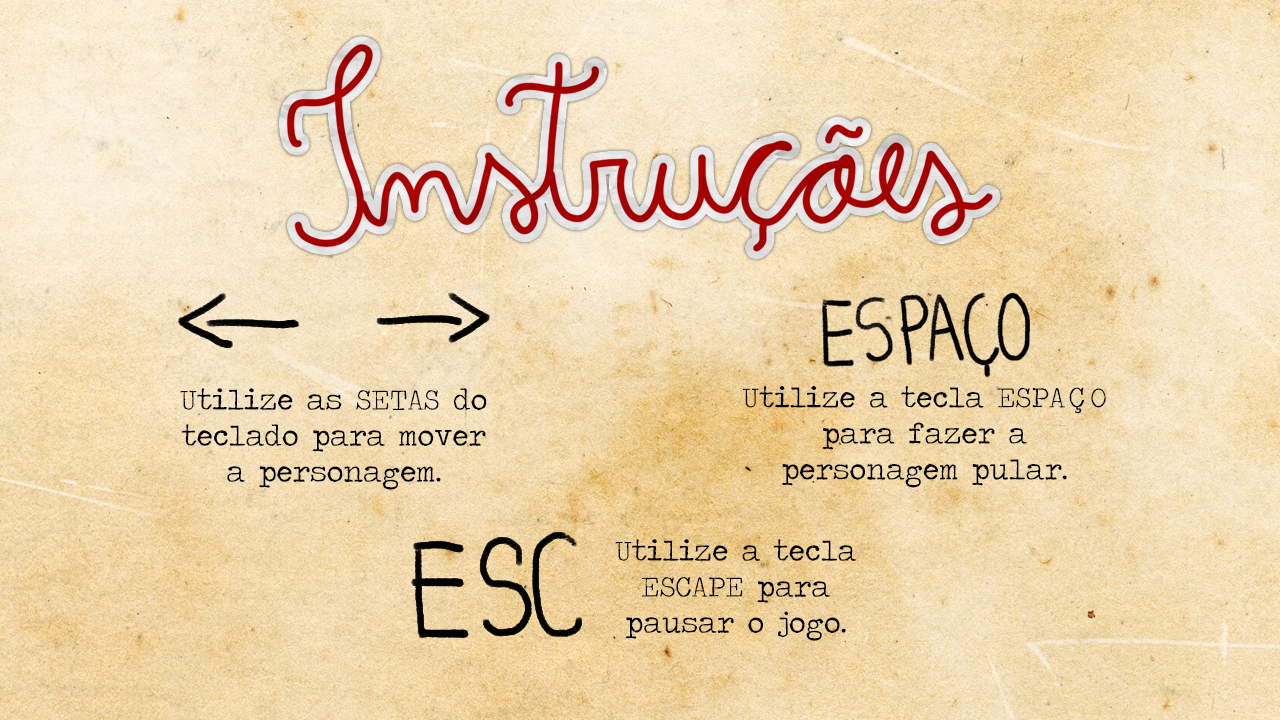 Instruções
Utilize as SETAS do
teclado para mover
a personagem.
ESPAÇO
Utilize a tecla ESPAÇO
para fazer a
personagem pular.
ESC
Utilize a tecla
ESCAPE para
pausar o jogo.